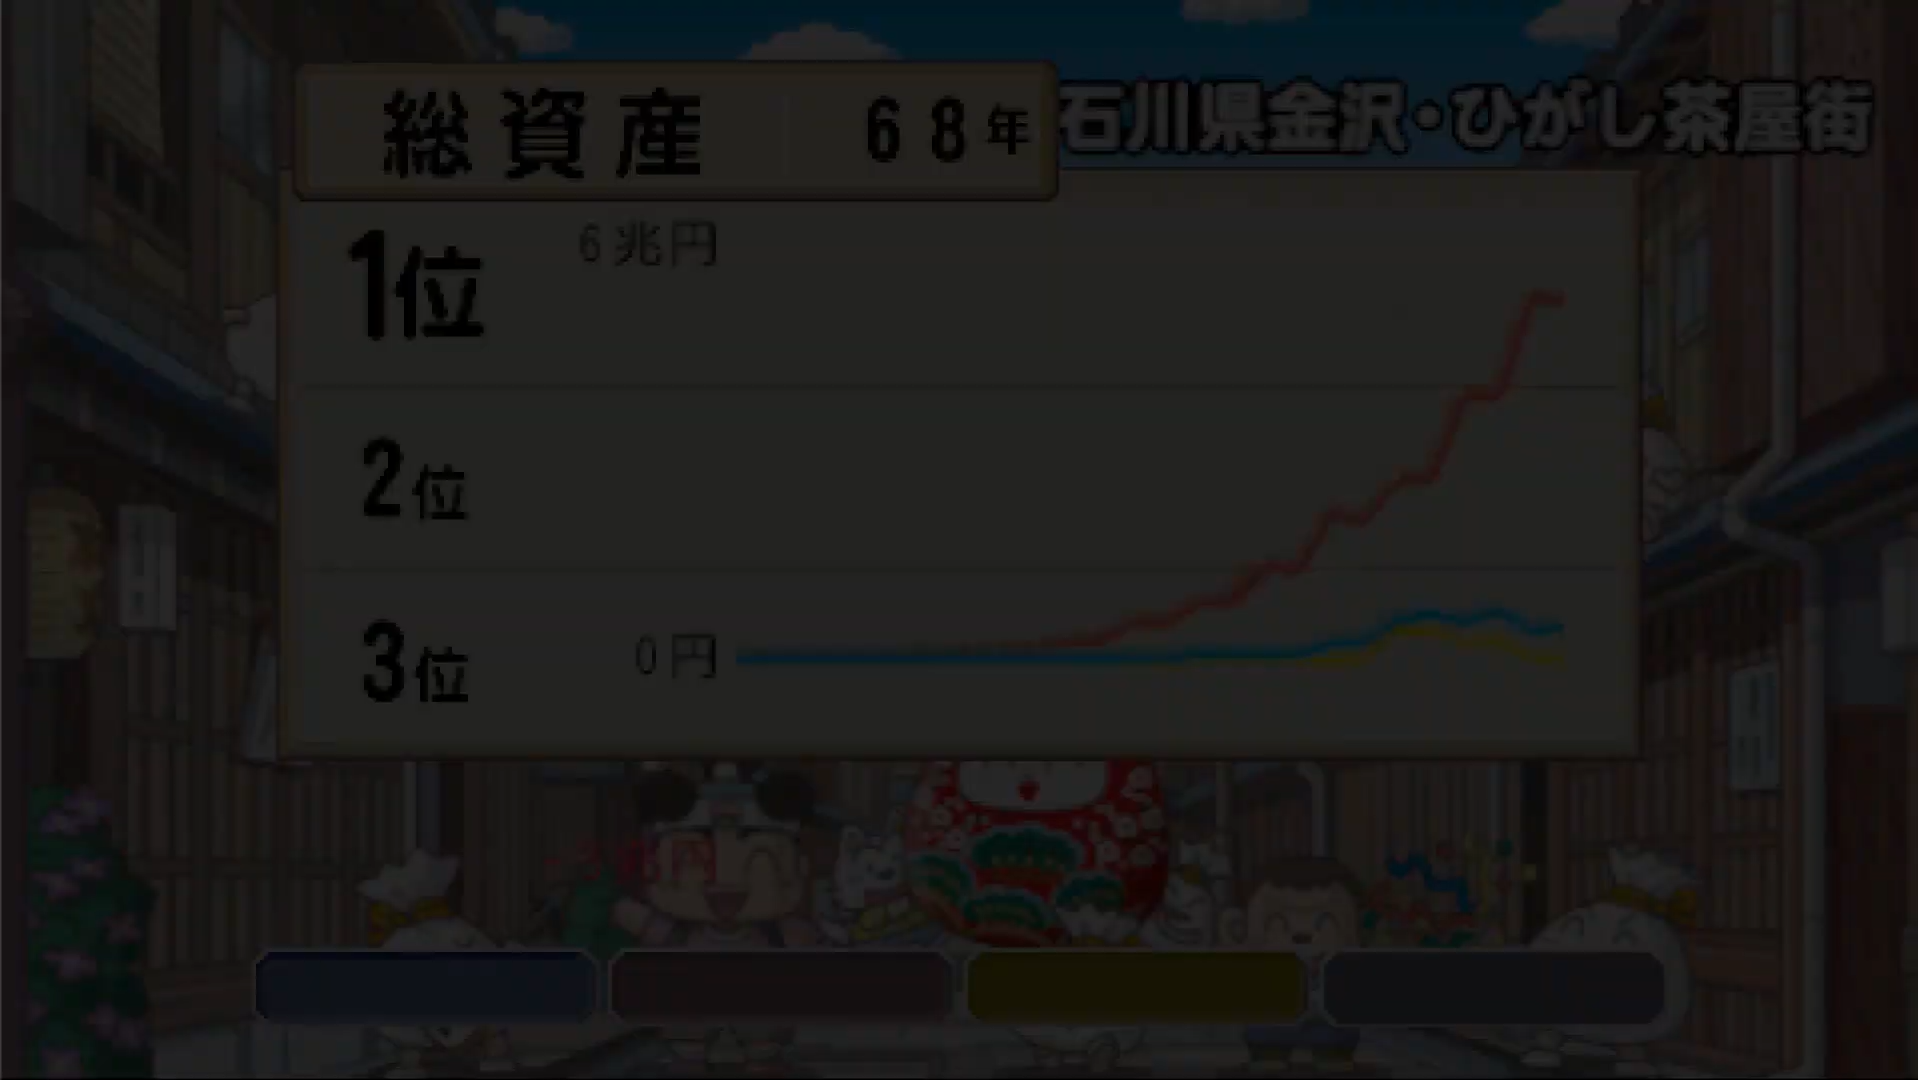 総資産 68年
石川県金沢・ひがし茶屋街
1位
6兆円
2位
3位
0円